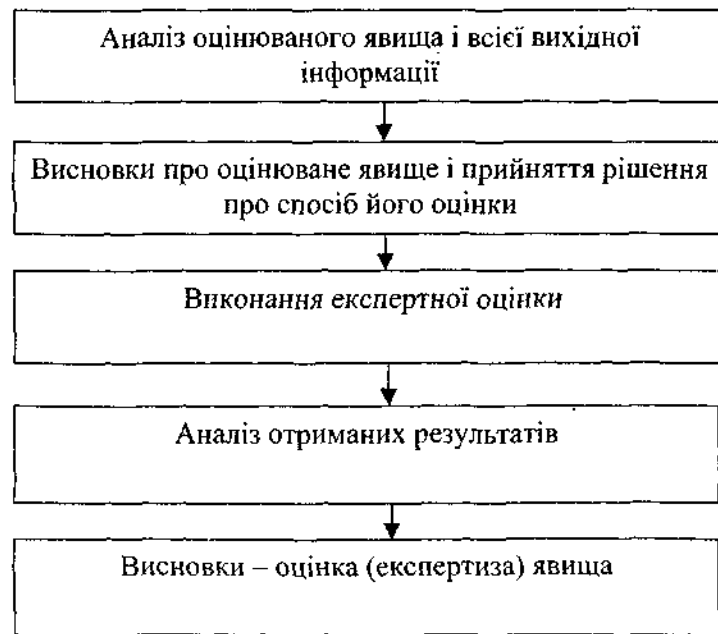 Аналіз оцінюваного явища і всієї вихідної
інформації
Висновки про оцінюване явище і прийняття рішення
про спосіб його оцінки
Виконання експертної оцінки
Аналіз отриманих результатів
Висновки – оцінка (експертиза) явища